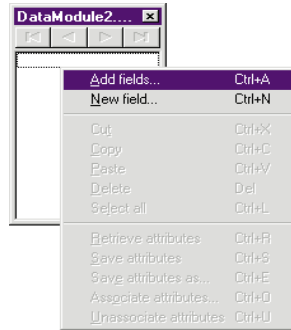 DataModule2....
Add fields... Ctrl+A
New field... Ctrl+N
Cut Ctrl+X
Copy Ctrl+C
Paste Ctrl+V
Delete Del
Select all Ctrl+L
Retrieve attributes Ctrl+R
Save attributes Ctrl+S
Save attributes as... Ctrl+E
Associate attributes... Ctrl+O
Unassociate attributes Ctrl+U